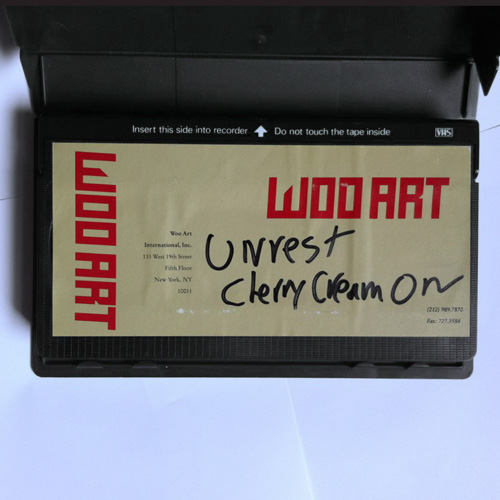 Insert this side into recorder Do not touch the tape inside VHS
WOO ART
WOO ART
Woo Art
International, Inc.
133 West 19th Street
Fifth Floor
New York, NY
10011
Unrest
Cherry Cream On
(212) 989.7870
Fax: 727.3584